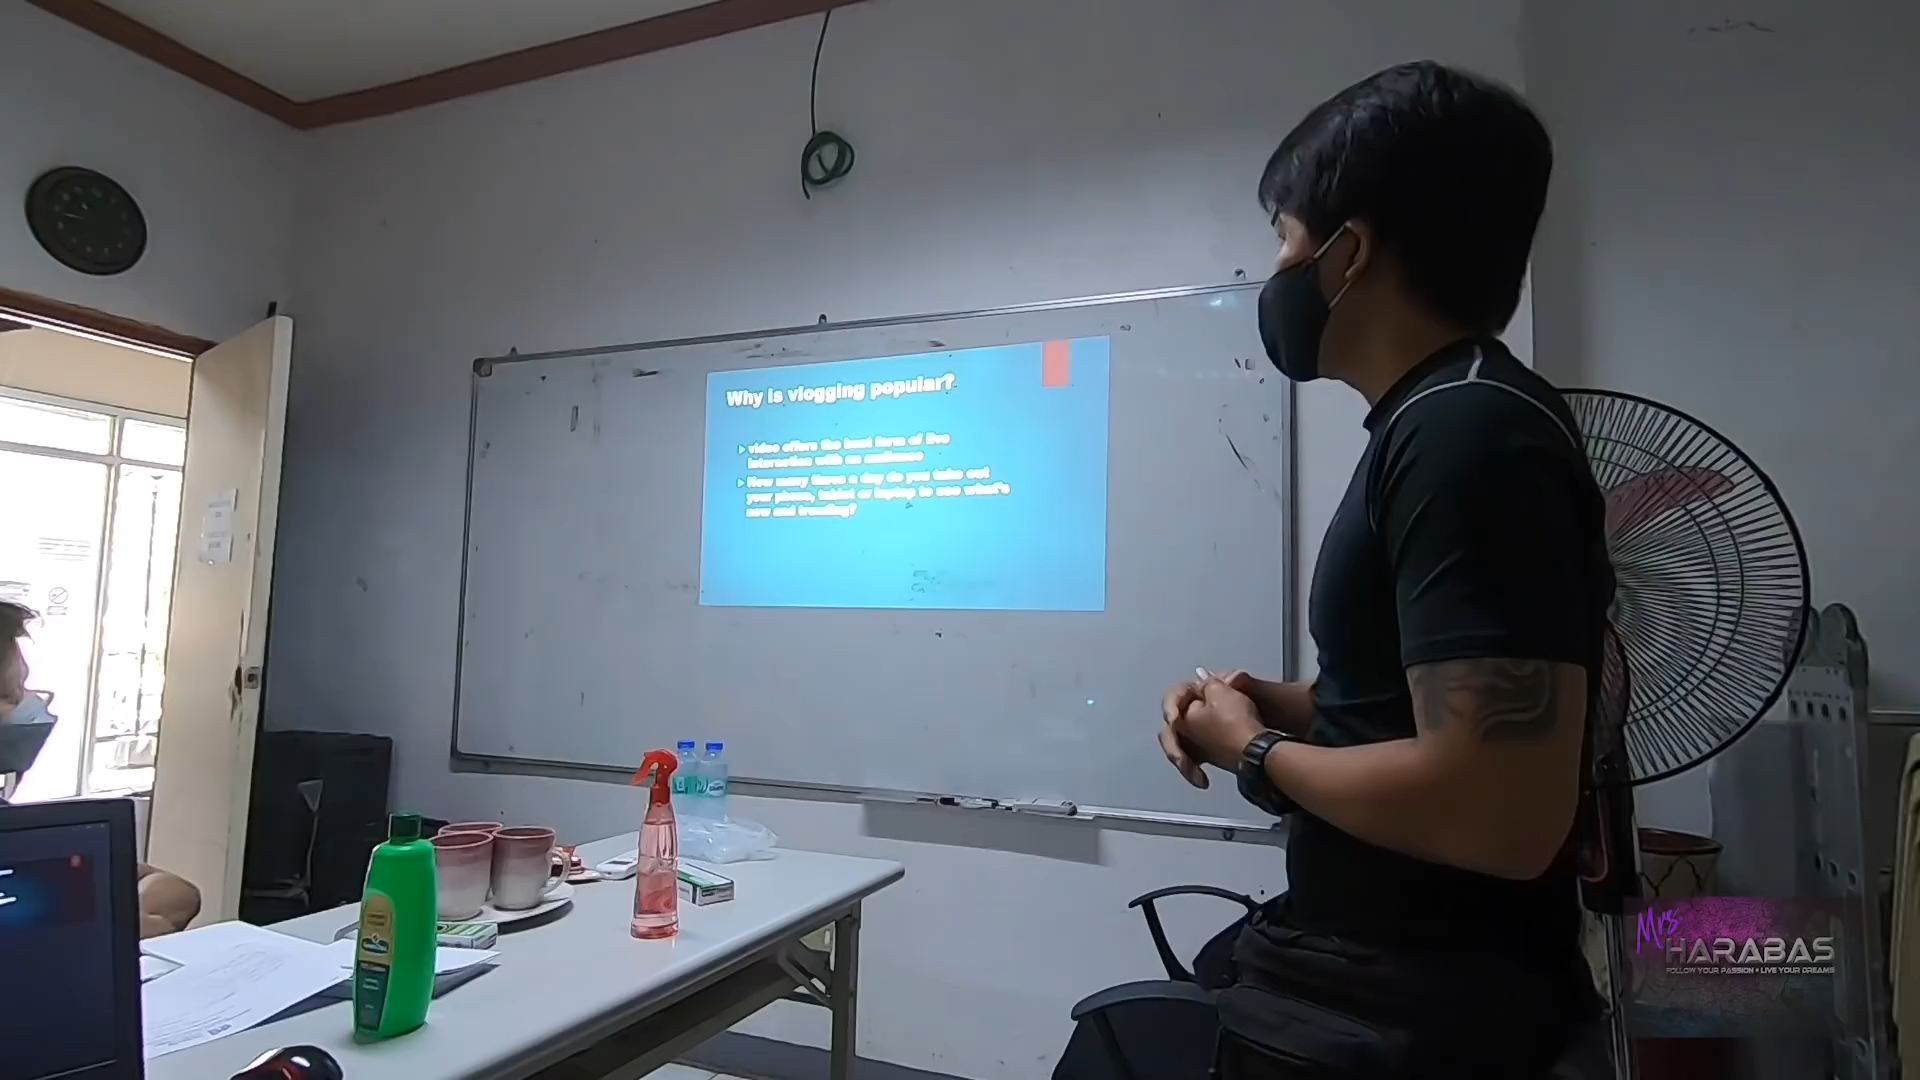 Why is vlogging popular?
video offers the best form of live
interaction with an audience
How many times a day do you take out
your phone, tablet or laptop to see what's
new and trending?
Mrs.
HARABAS
FOLLOW YOUR PASSION • LIVE YOUR DREAMS